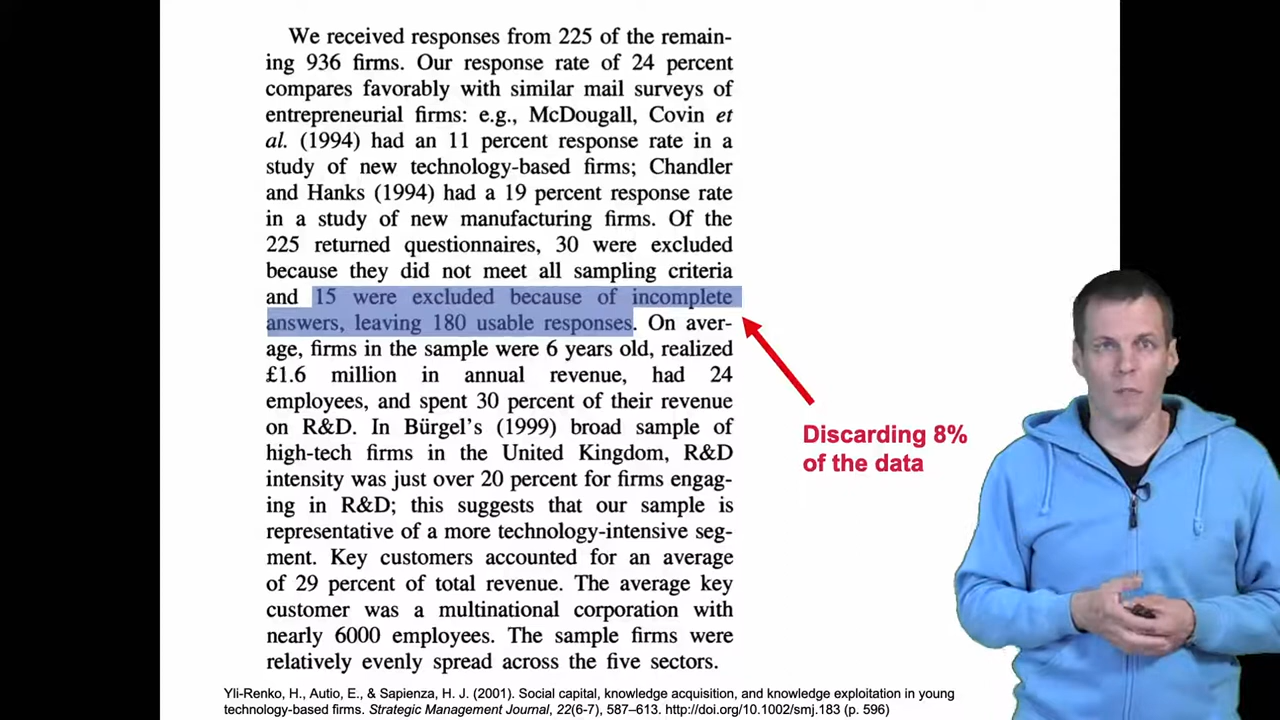 We received responses from 225 of the remain-
ing 936 firms. Our response rate of 24 percent
compares favorably with similar mail surveys of
entrepreneurial firms: e.g., McDougall, Covin et
al. (1994) had an 11 percent response rate in a
study of new technology-based firms; Chandler
and Hanks (1994) had a 19 percent response rate
in a study of new manufacturing firms. Of the
225 returned questionnaires, 30 were excluded
because they did not meet all sampling criteria
and 15 were excluded because of incomplete
answers, leaving 180 usable responses. On aver-
age, firms in the sample were 6 years old, realized
£1.6 million in annual revenue, had 24
employees, and spent 30 percent of their revenue
on R&D. In Bürgel's (1999) broad sample of
high-tech firms in the United Kingdom, R&D
intensity was just over 20 percent for firms engag-
ing in R&D; this suggests that our sample is
representative of a more technology-intensive seg-
ment. Key customers accounted for an average
of 29 percent of total revenue. The average key
customer was a multinational corporation with
nearly 6000 employees. The sample firms were
relatively evenly spread across the five sectors.
Discarding 8%
of the data
Yli-Renko, H., Autio, E., & Sapienza, H. J. (2001). Social capital, knowledge acquisition, and knowledge exploitation in young
technology-based firms. Strategic Management Journal, 22(6-7), 587–613. http://doi.org/10.1002/smj.183 (p. 596)